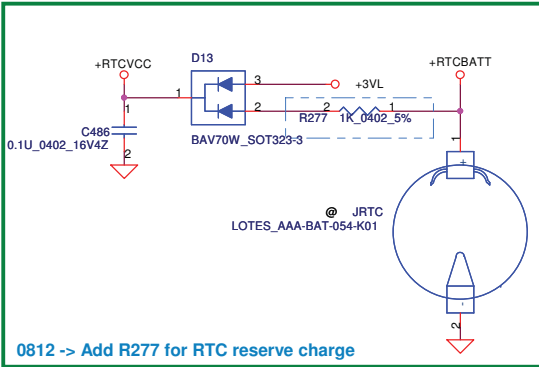 D13
+RTCVCC
+RTCBATT
3
+3VL
1
1
2
2
1
R277
1K_0402_5%
C486
0.1U_0402_16V4Z
2
BAV70W_SOT323-3
1
+
@
JRTC
LOTES_AAA-BAT-054-K01
-
2
0812 -> Add R277 for RTC reserve charge